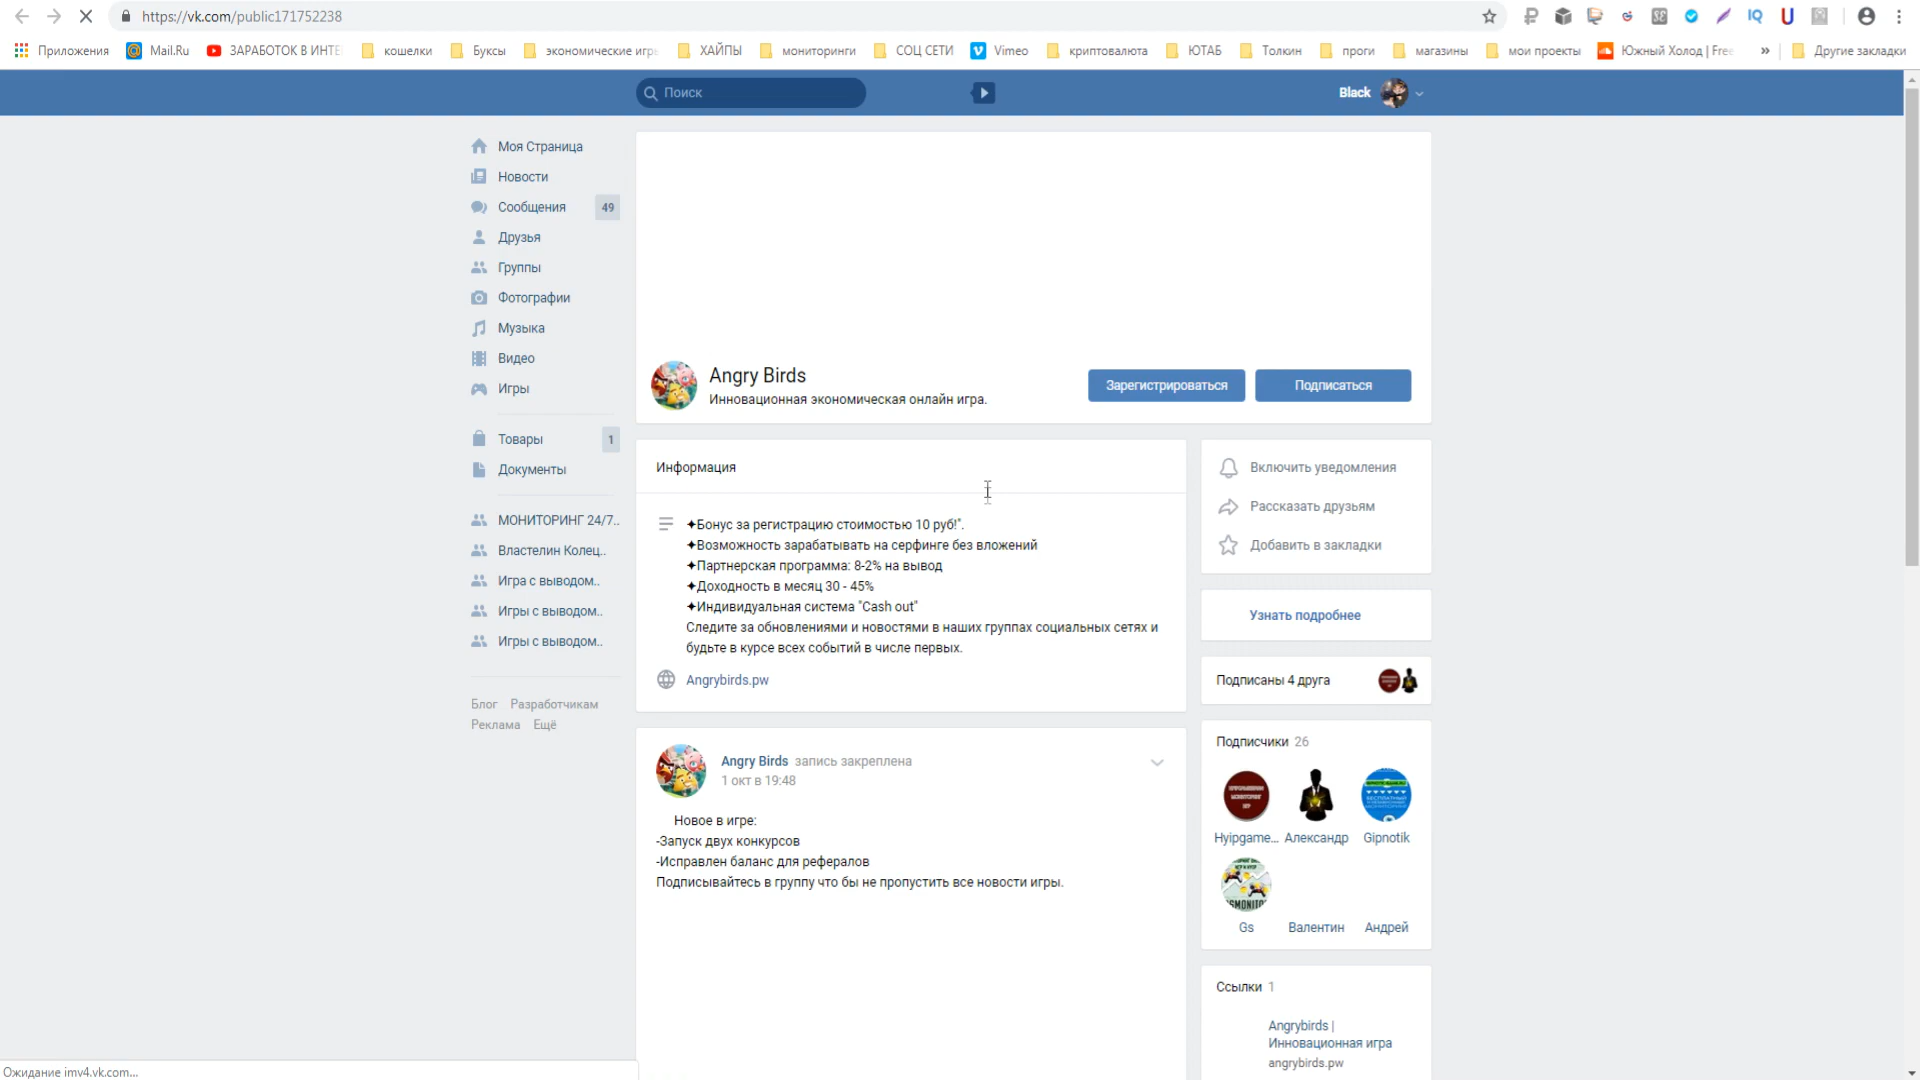 https://vk.com/public171752238
Приложения
Mail.Ru
ЗАРАБОТОК В ИНТЕ
кошелки
Буксы
экономические игры
ХАЙПЫ
мониторинги
СОЦ СЕТИ
Vimeo
криптовалюта
ЮТАБ
Толкин
проги
магазины
мои проекты
Южный Холод | Free
»
Другие закладки
Поиск
Black
Моя Страница
Новости
Сообщения 49
Друзья
Группы
Фотографии
Музыка
Видео
Игры
Товары 1
Документы
МОНИТОРИНГ 24/7..
Властелин Колец..
Игра с выводом..
Игры с выводом..
Игры с выводом..
Блог Разработчикам
Реклама Ещё
Angry Birds
Инновационная экономическая онлайн игра.
Зарегистрироваться
Подписаться
Информация
✦Бонус за регистрацию стоимостью 10 руб!".
✦Возможность зарабатывать на серфинге без вложений
✦Партнерская программа: 8-2% на вывод
✦Доходность в месяц 30 - 45%
✦Индивидуальная система "Cash out"
Следите за обновлениями и новостями в наших группах социальных сетях и
будьте в курсе всех событий в числе первых.
Angrybirds.pw
Angry Birds запись закреплена
1 окт в 19:48
Новое в игре:
-Запуск двух конкурсов
-Исправлен баланс для рефералов
Подписывайтесь в группу что бы не пропустить все новости игры.
Включить уведомления
Рассказать друзьям
Добавить в закладки
Узнать подробнее
Подписаны 4 друга
Подписчики 26
Hyipgame... Александр Gipnotik
Gs Валентин Андрей
Ссылки 1
Angrybirds |
Инновационная игра
angrybirds.pw
Ожидание imv4.vk.com...